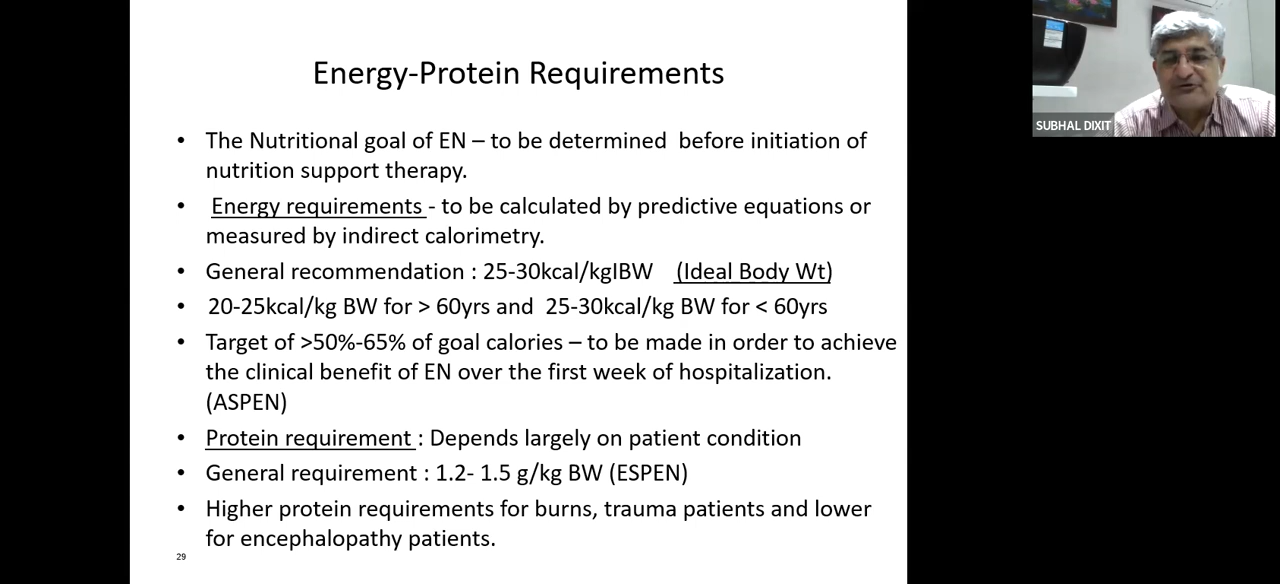 Energy-Protein Requirements
• The Nutritional goal of EN – to be determined before initiation of
nutrition support therapy.
• Energy requirements - to be calculated by predictive equations or
measured by indirect calorimetry.
• General recommendation : 25-30kcal/kgIBW (Ideal Body Wt)
• 20-25kcal/kg BW for > 60yrs and 25-30kcal/kg BW for < 60yrs
• Target of >50%-65% of goal calories – to be made in order to achieve
the clinical benefit of EN over the first week of hospitalization.
(ASPEN)
• Protein requirement : Depends largely on patient condition
• General requirement : 1.2- 1.5 g/kg BW (ESPEN)
• Higher protein requirements for burns, trauma patients and lower
for encephalopathy patients.
29
SUBHAL DIXIT